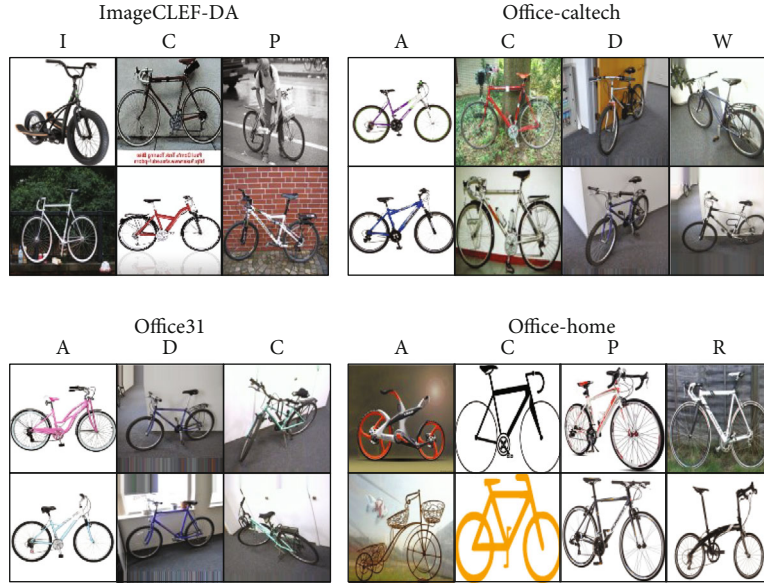 ImageCLEF-DA
I C P
Office-caltech
A C D W
Office31
A D C
Office-home
A C P R